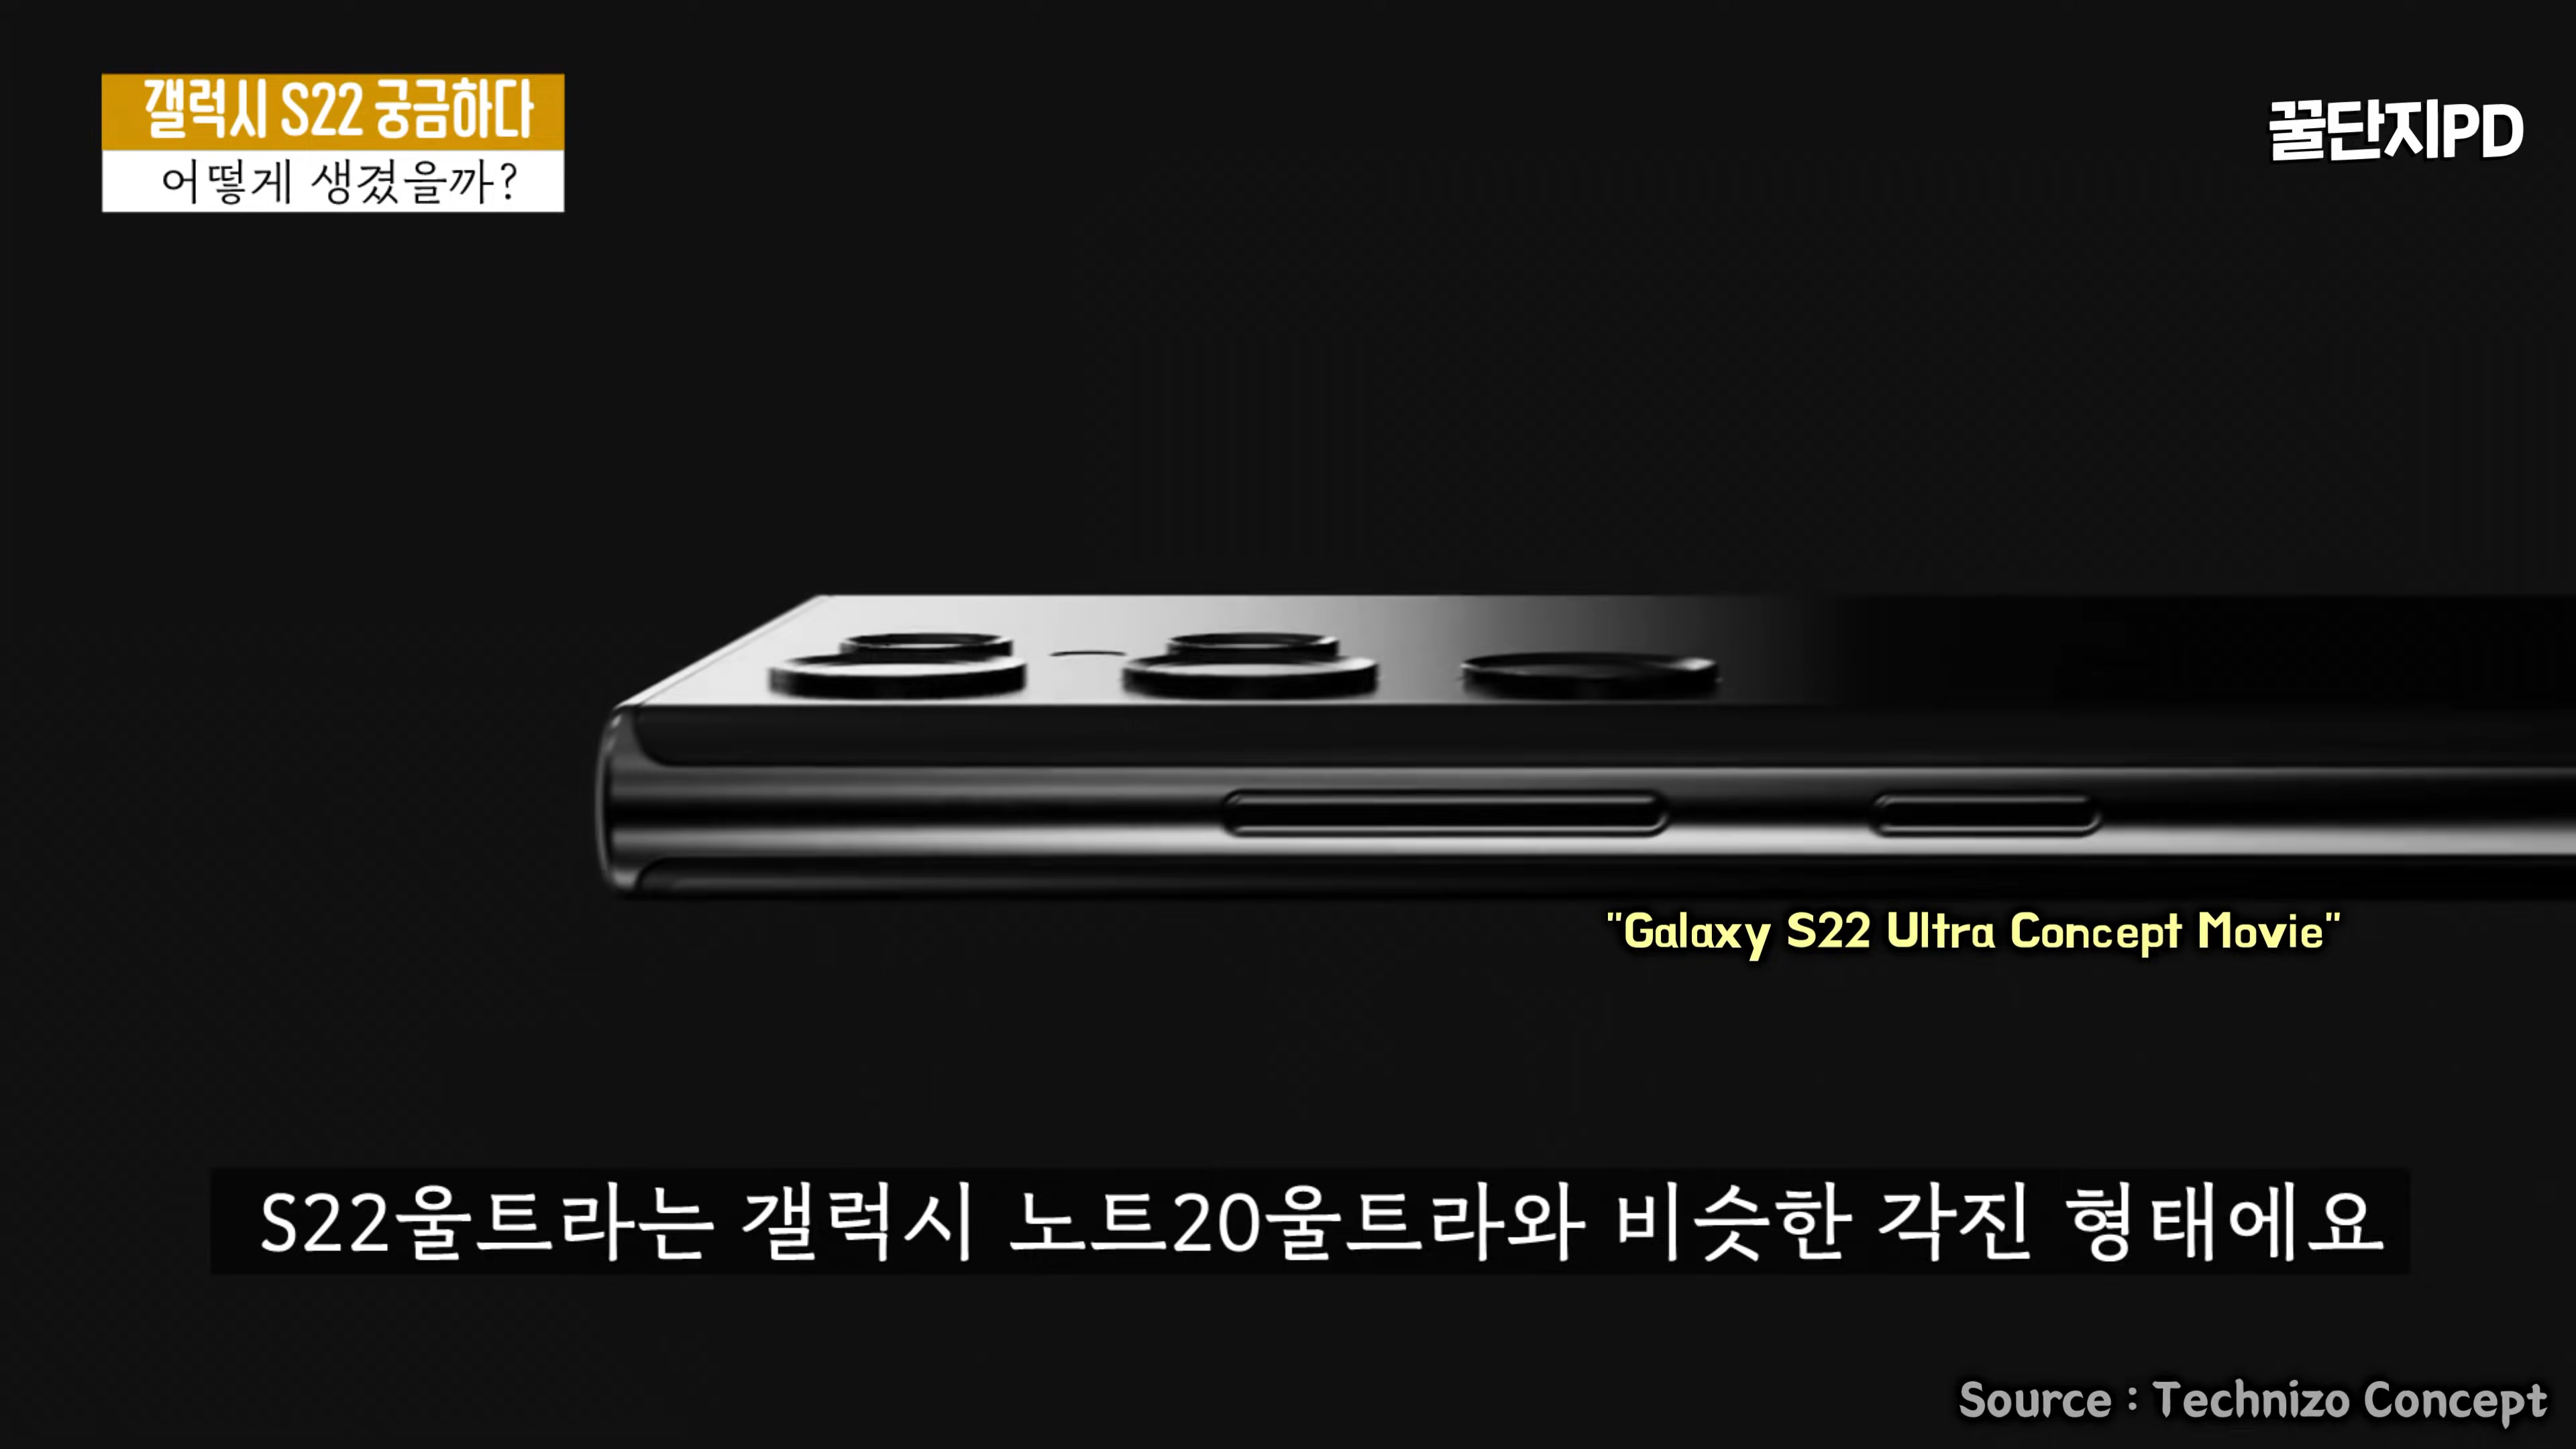 갤럭시 S22 궁금하다
어떻게 생겼을까?
꿀단지PD
"Galaxy S22 Ultra Concept Movie"
S22울트라는 갤럭시 노트20울트라와 비슷한 각진 형태에요
Source : Technizo Concept